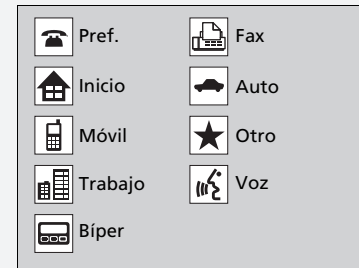 Pref.
Fax
Inicio
Auto
Móvil
Otro
Trabajo
Voz
Bíper